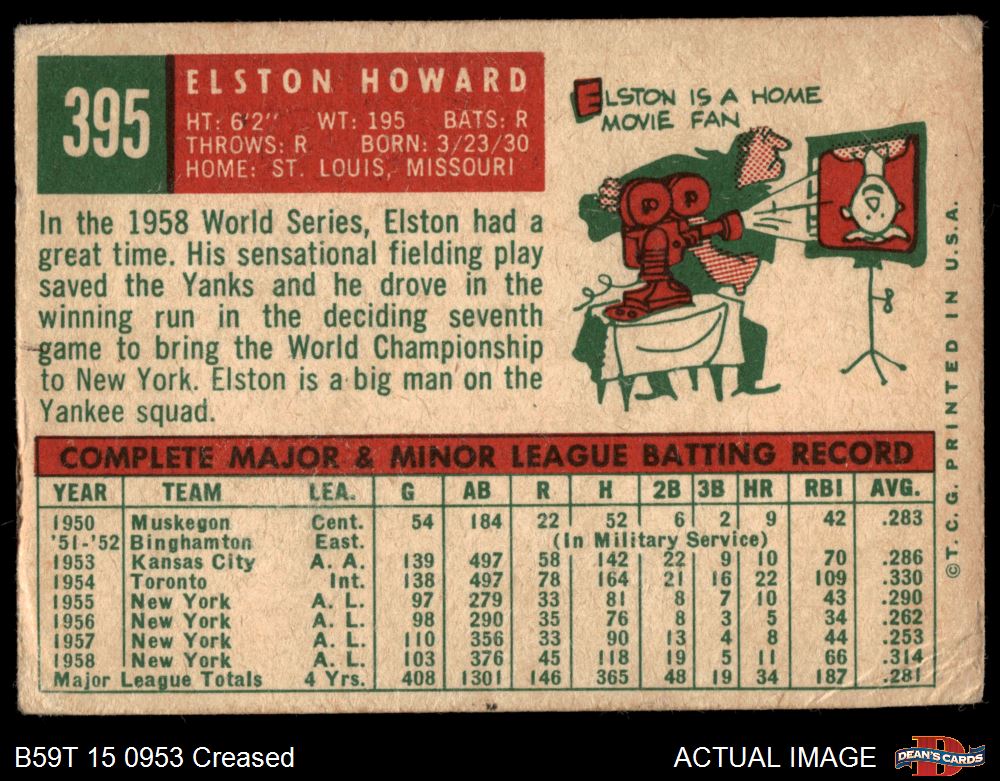 395
ELSTON HOWARD
HT: 6'2" WT: 195 BATS: R
THROWS: R BORN: 3/23/30
HOME: ST. LOUIS, MISSOURI
ELSTON IS A HOME
MOVIE FAN
In the 1958 World Series, Elston had a
great time. His sensational fielding play
saved the Yanks and he drove in the
winning run in the deciding seventh
game to bring the World Championship
to New York. Elston is a big man on the
Yankee squad.
COMPLETE MAJOR & MINOR LEAGUE BATTING RECORD
YEAR TEAM LEA. G AB R H 2B 3B HR RBI AVG.
1950 Muskegon Cent. 54 184 22 52 6 2 9 42 .283
'51-'52 Binghamton East. (In Military Service)
1953 Kansas City A. A. 139 497 58 142 22 9 10 70 .286
1954 Toronto Int. 138 497 78 164 21 16 22 109 .330
1955 New York A. L. 97 279 33 81 8 7 10 43 .290
1956 New York A. L. 98 290 35 76 8 3 5 34 .262
1957 New York A. L. 110 356 33 90 13 4 8 44 .253
1958 New York A. L. 103 376 45 118 19 5 11 66 .314
Major League Totals 4 Yrs. 408 1301 146 365 48 19 34 187 .281
©T. C. G. PRINTED IN U.S.A.
B59T 15 0953 Creased
ACTUAL IMAGE
D
DEAN'S CARDS